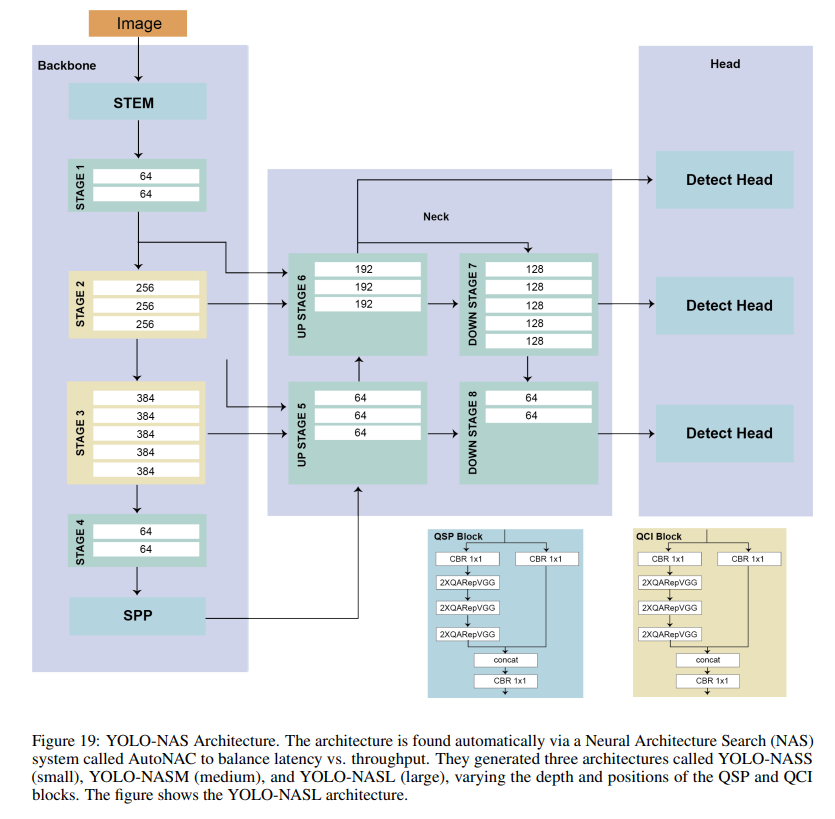 Image
Backbone
STEM
STAGE 1
64
64
STAGE 2
256
256
256
STAGE 3
384
384
384
384
384
STAGE 4
64
64
SPP
Neck
UP STAGE 6
192
192
192
DOWN STAGE 7
128
128
128
128
128
UP STAGE 5
64
64
64
DOWN STAGE 8
64
64
Head
Detect Head
Detect Head
Detect Head
QSP Block
CBR 1x1
CBR 1x1
2XQARepVGG
2XQARepVGG
2XQARepVGG
concat
CBR 1x1
QCI Block
CBR 1x1
CBR 1x1
2XQARepVGG
2XQARepVGG
2XQARepVGG
concat
CBR 1x1
Figure 19: YOLO-NAS Architecture. The architecture is found automatically via a Neural Architecture Search (NAS)
system called AutoNAC to balance latency vs. throughput. They generated three architectures called YOLO-NASS
(small), YOLO-NASM (medium), and YOLO-NASL (large), varying the depth and positions of the QSP and QCI
blocks. The figure shows the YOLO-NASL architecture.